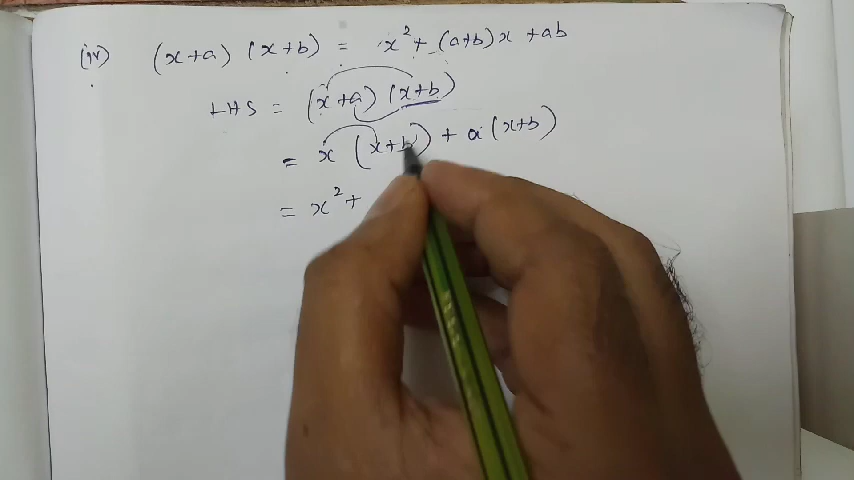 (iv) (x+a) (x+b) = x² + (a+b)x + ab
LHS = (x+a) (x+b)
= x (x+b) + a (x+b)
= x² +